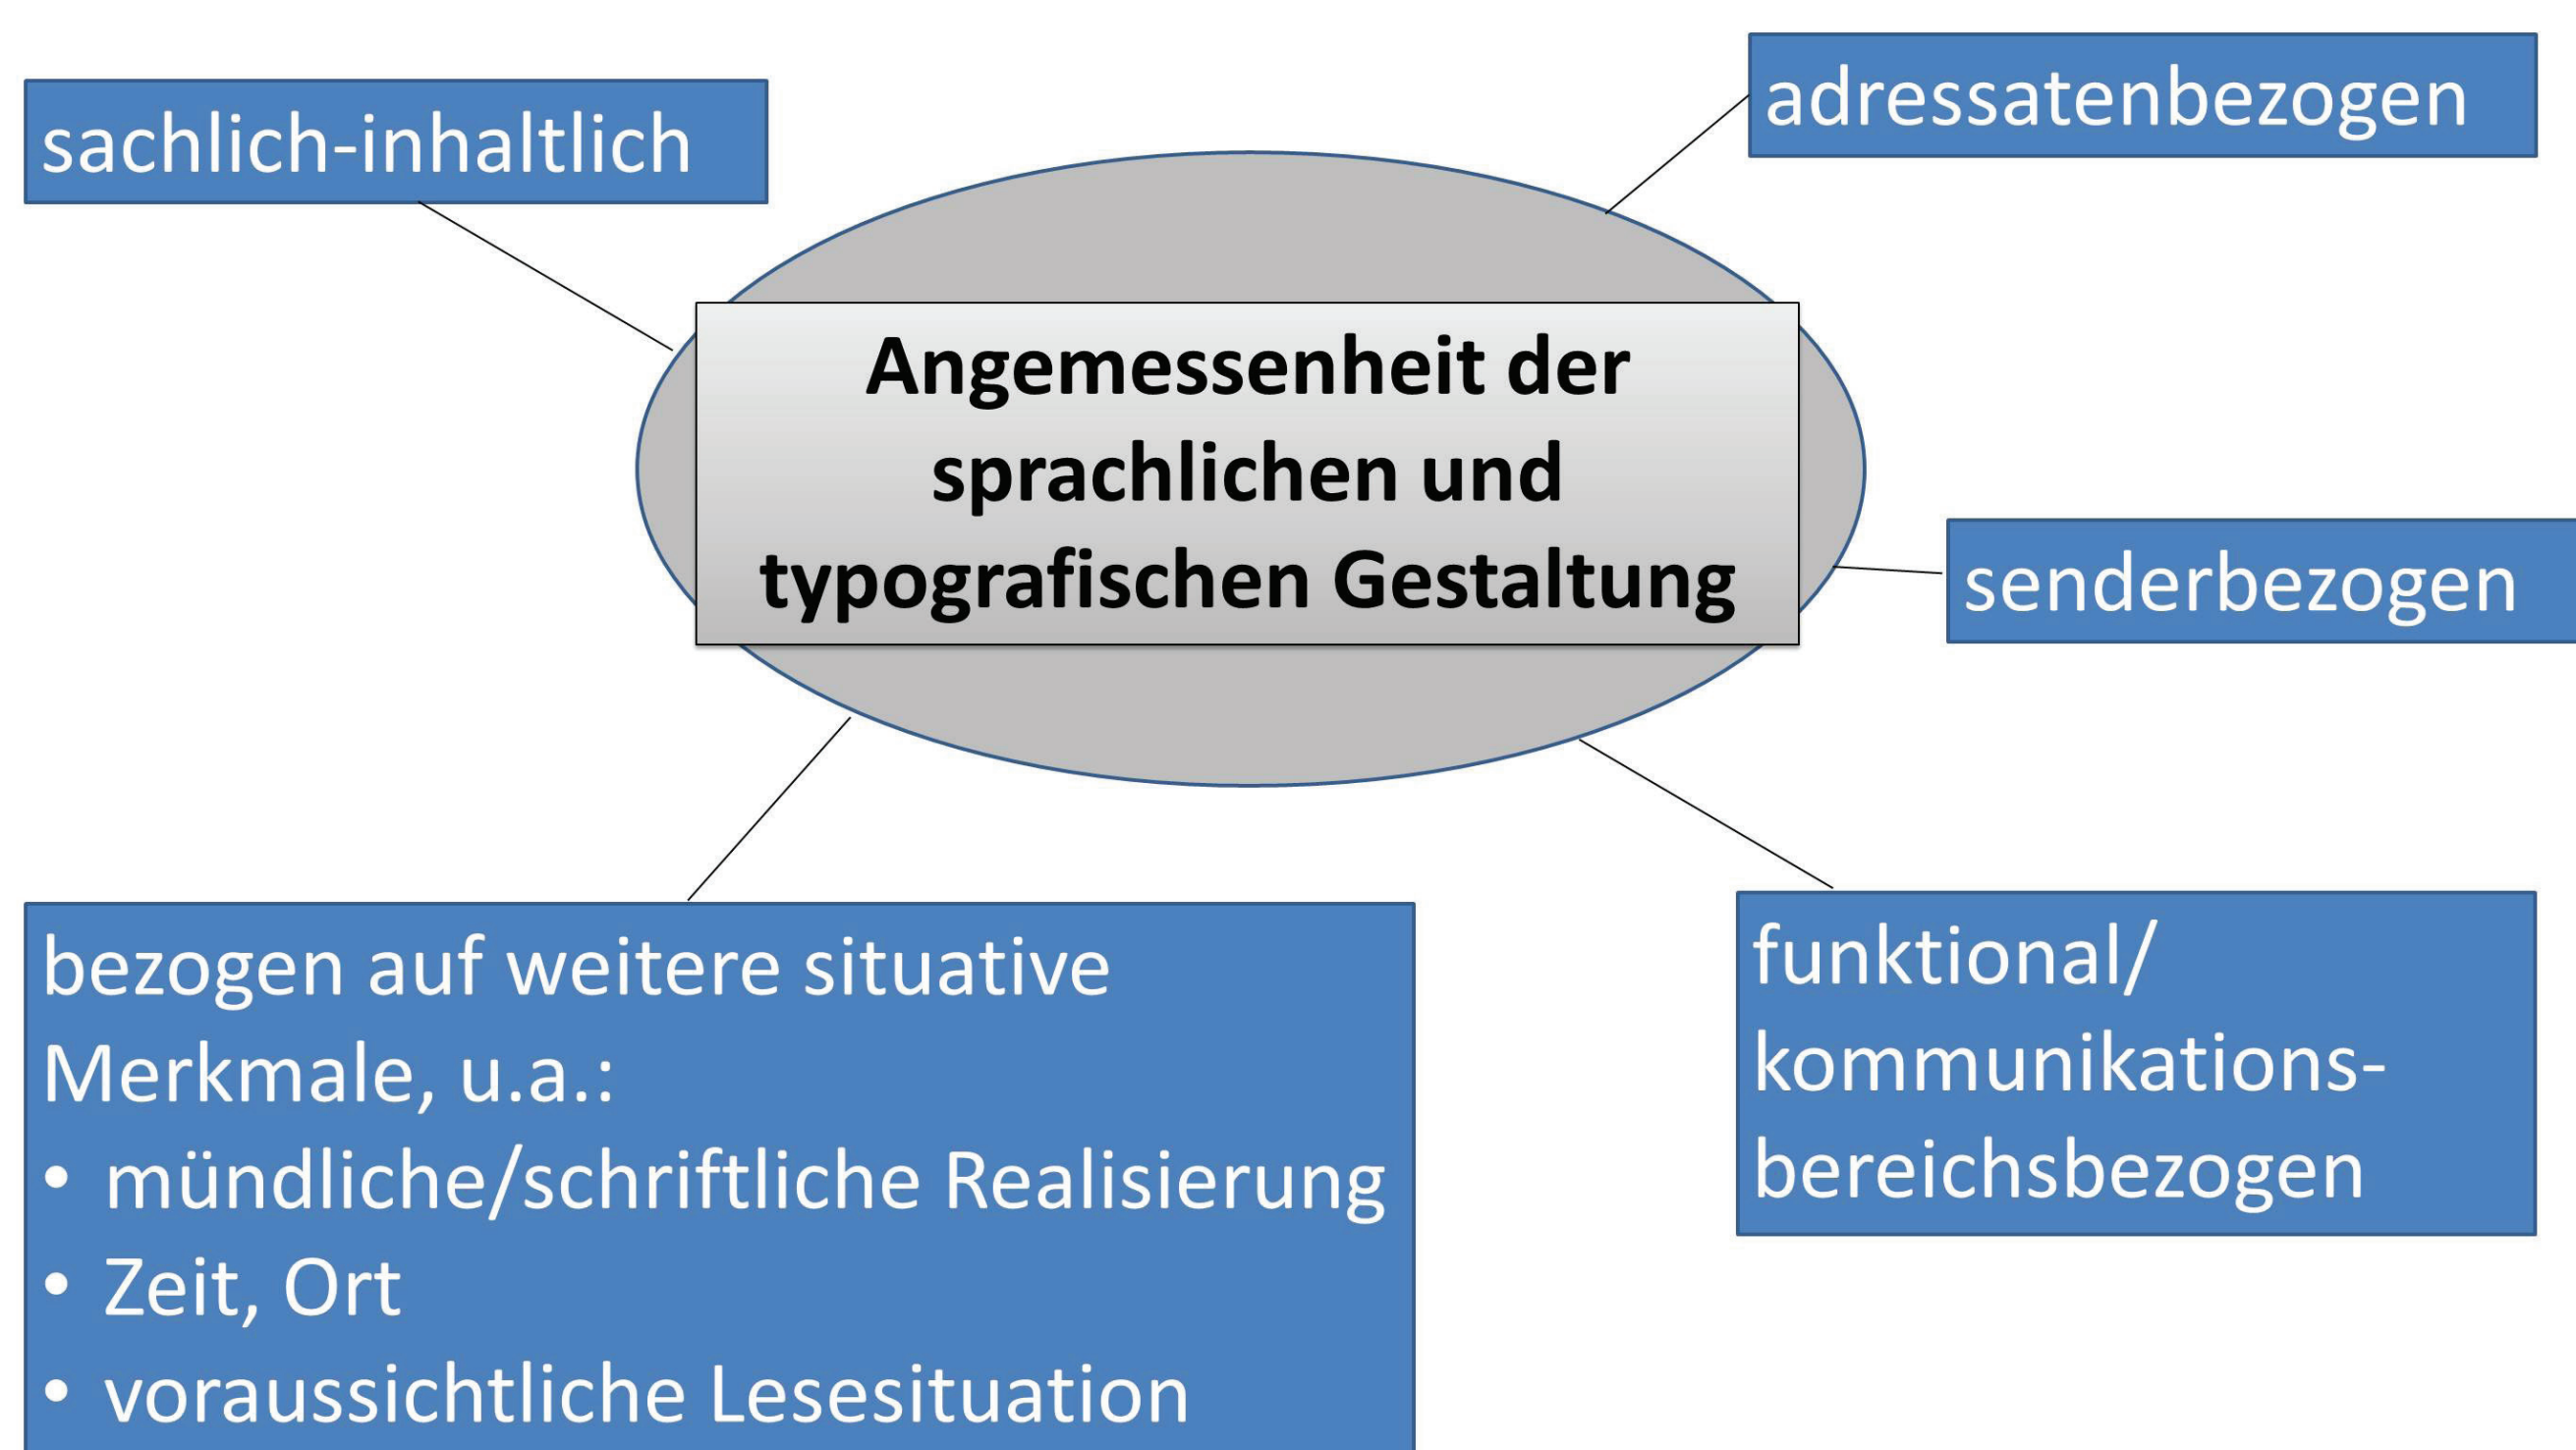 sachlich-inhaltlich
adressatenbezogen
Angemessenheit der
sprachlichen und
typografischen Gestaltung
senderbezogen
bezogen auf weitere situative
Merkmale, u.a.:
• mündliche/schriftliche Realisierung
• Zeit, Ort
• voraussichtliche Lesesituation
funktional/
kommunikations-
bereichsbezogen